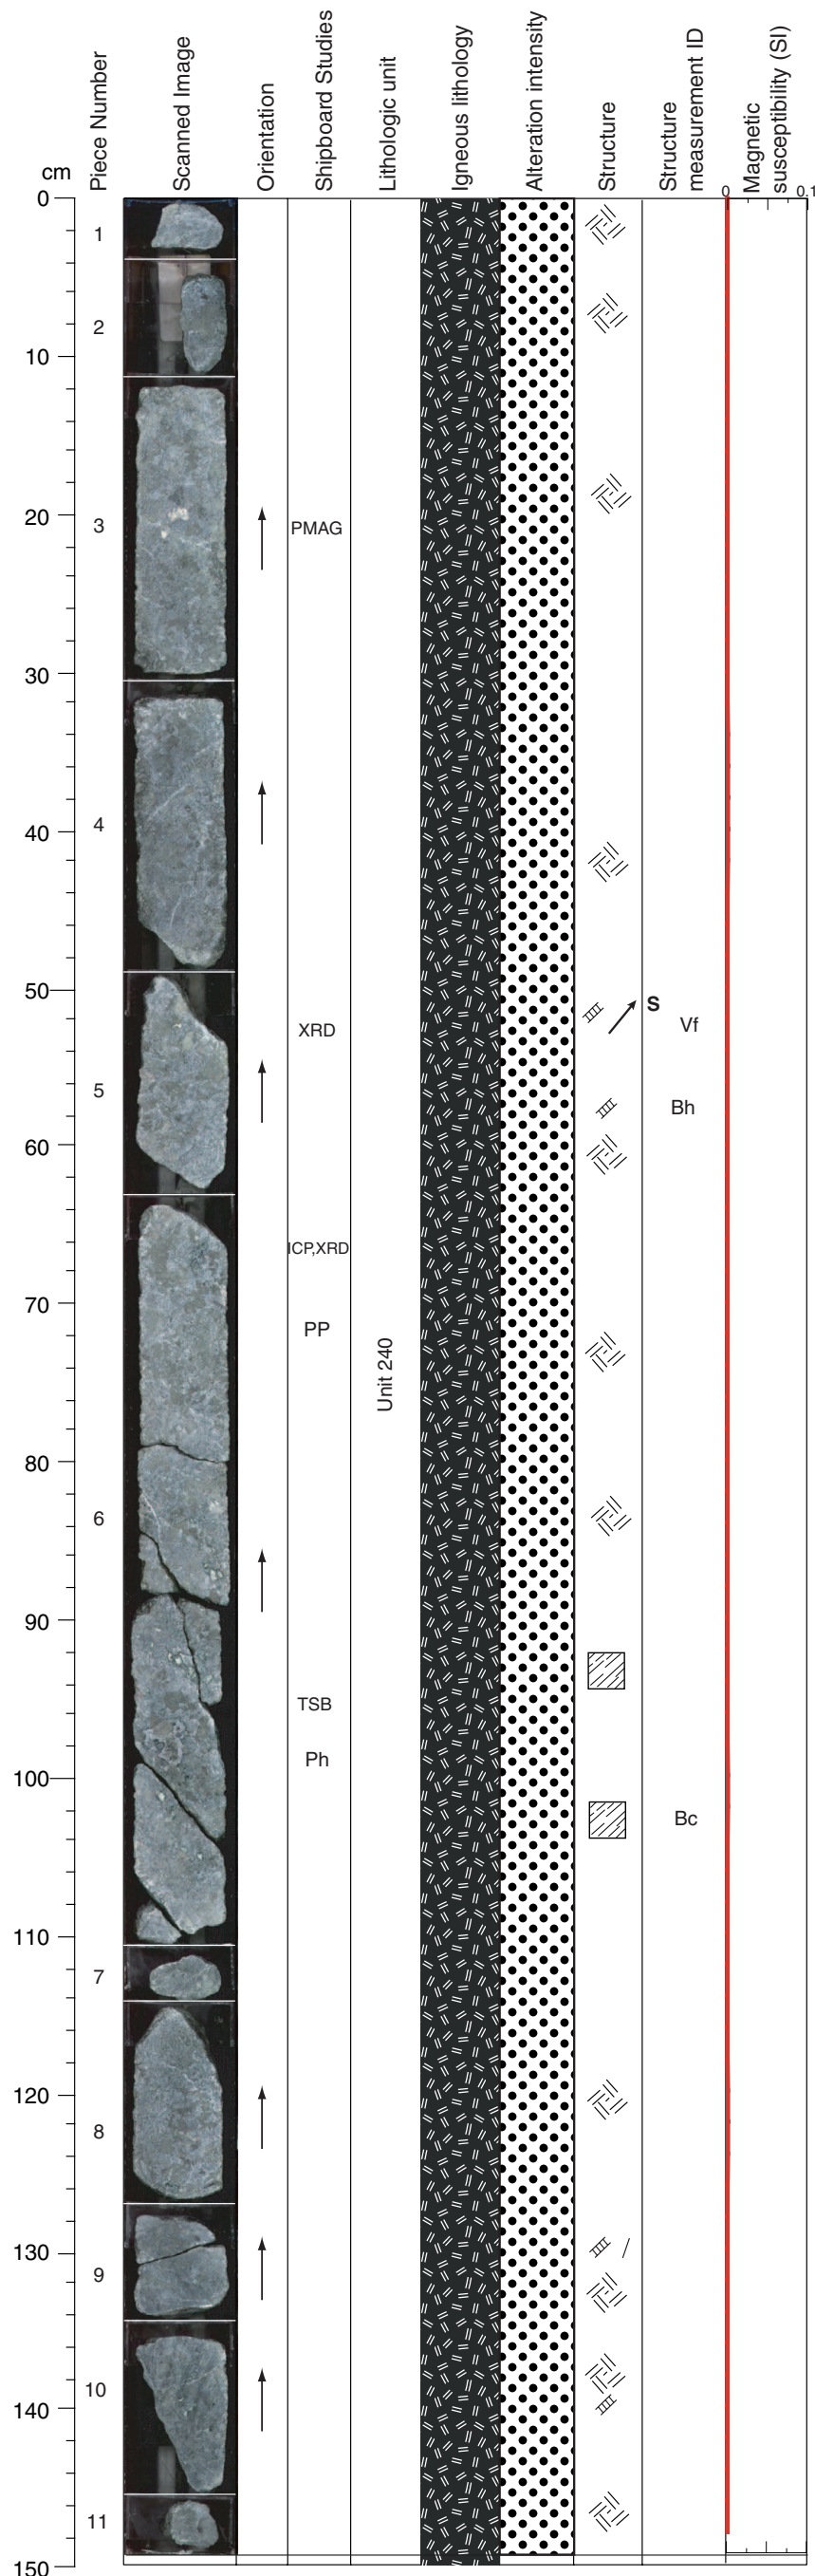 cm
Piece Number
Scanned Image
Orientation
Shipboard Studies
Lithologic unit
Igneous lithology
Alteration intensity
Structure
Structure
measurement ID
Magnetic
susceptibility (SI)
0
0.1
0
1
2
10
3
PMAG
20
30
4
40
50
S
XRD
Vf
5
Bh
60
ICP,XRD
70
PP
Unit 240
80
6
90
TSB
Ph
100
Bc
110
7
120
8
130
9
10
140
11
150